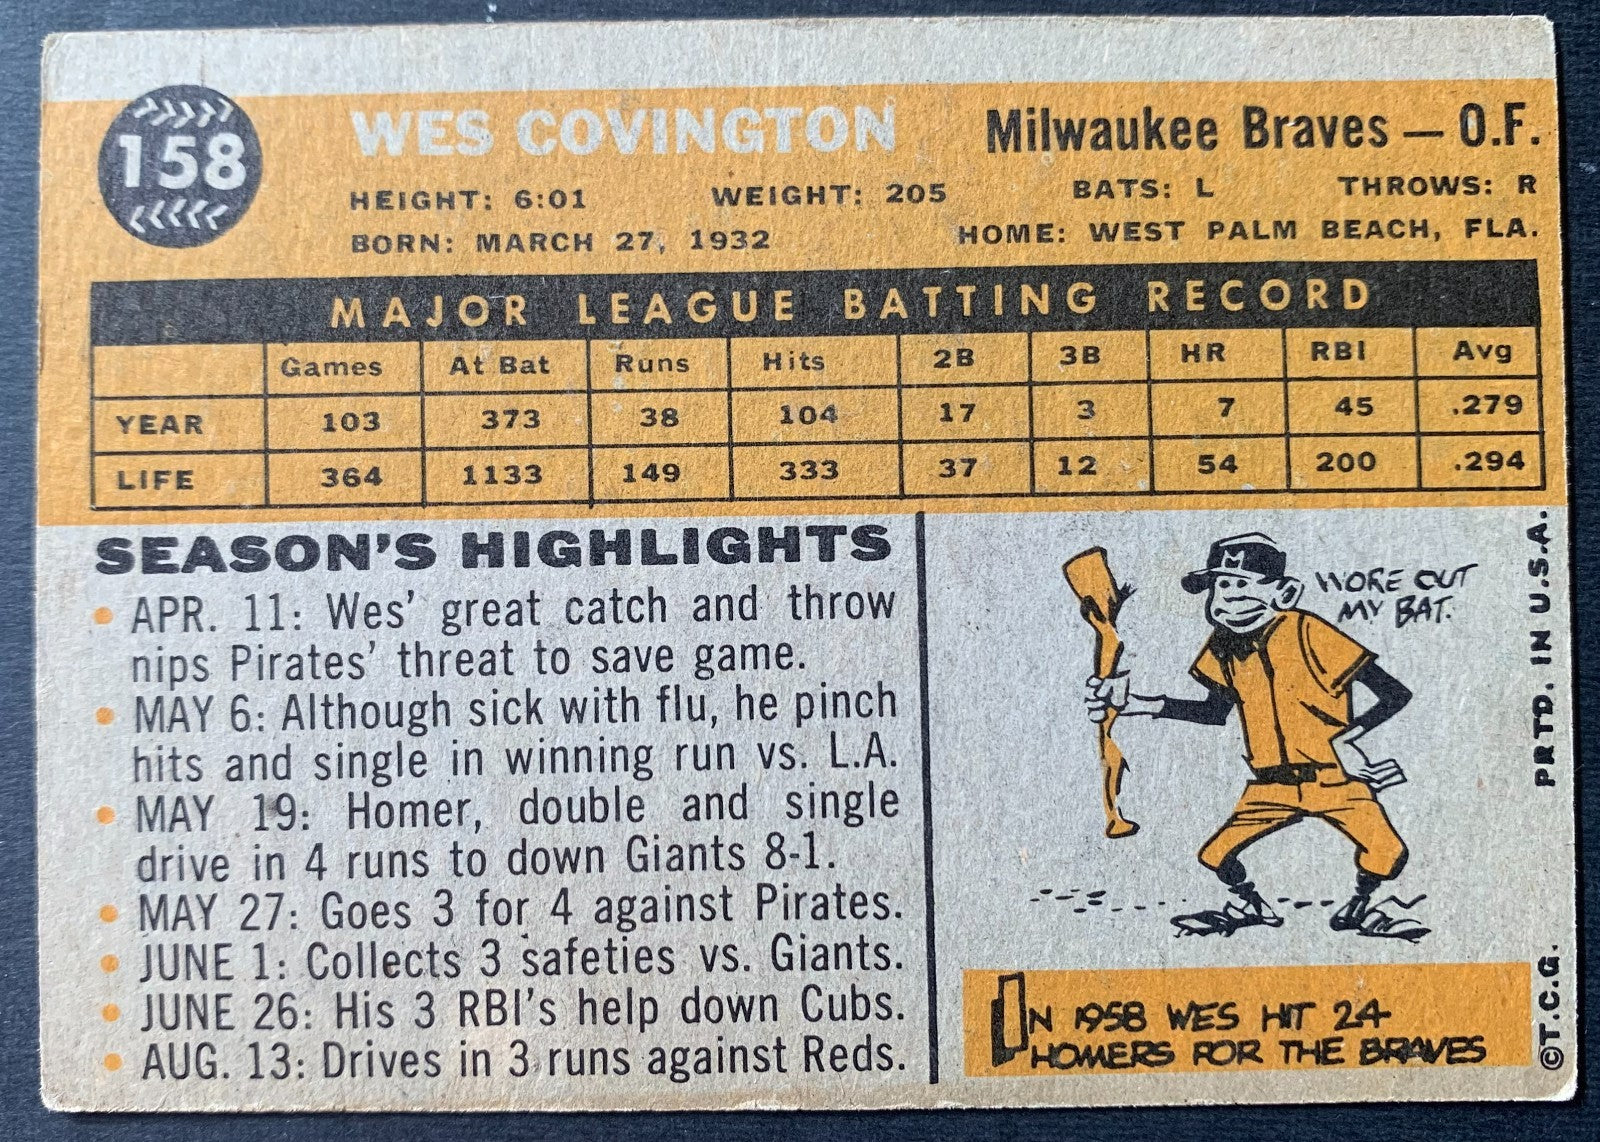 158
WES COVINGTON Milwaukee Braves — O.F.
HEIGHT: 6:01 WEIGHT: 205 BATS: L THROWS: R
BORN: MARCH 27, 1932 HOME: WEST PALM BEACH, FLA.
MAJOR LEAGUE BATTING RECORD
Games At Bat Runs Hits 2B 3B HR RBI Avg
YEAR 103 373 38 104 17 3 7 45 .279
LIFE 364 1133 149 333 37 12 54 200 .294
SEASON'S HIGHLIGHTS
• APR. 11: Wes' great catch and throw
nips Pirates' threat to save game.
• MAY 6: Although sick with flu, he pinch
hits and single in winning run vs. L.A.
• MAY 19: Homer, double and single
drive in 4 runs to down Giants 8-1.
• MAY 27: Goes 3 for 4 against Pirates.
• JUNE 1: Collects 3 safeties vs. Giants.
• JUNE 26: His 3 RBI's help down Cubs.
• AUG. 13: Drives in 3 runs against Reds.
M
I WORE OUT
MY BAT.
IN 1958 WES HIT 24
HOMERS FOR THE BRAVES
©T.C.G. PRTD. IN U.S.A.